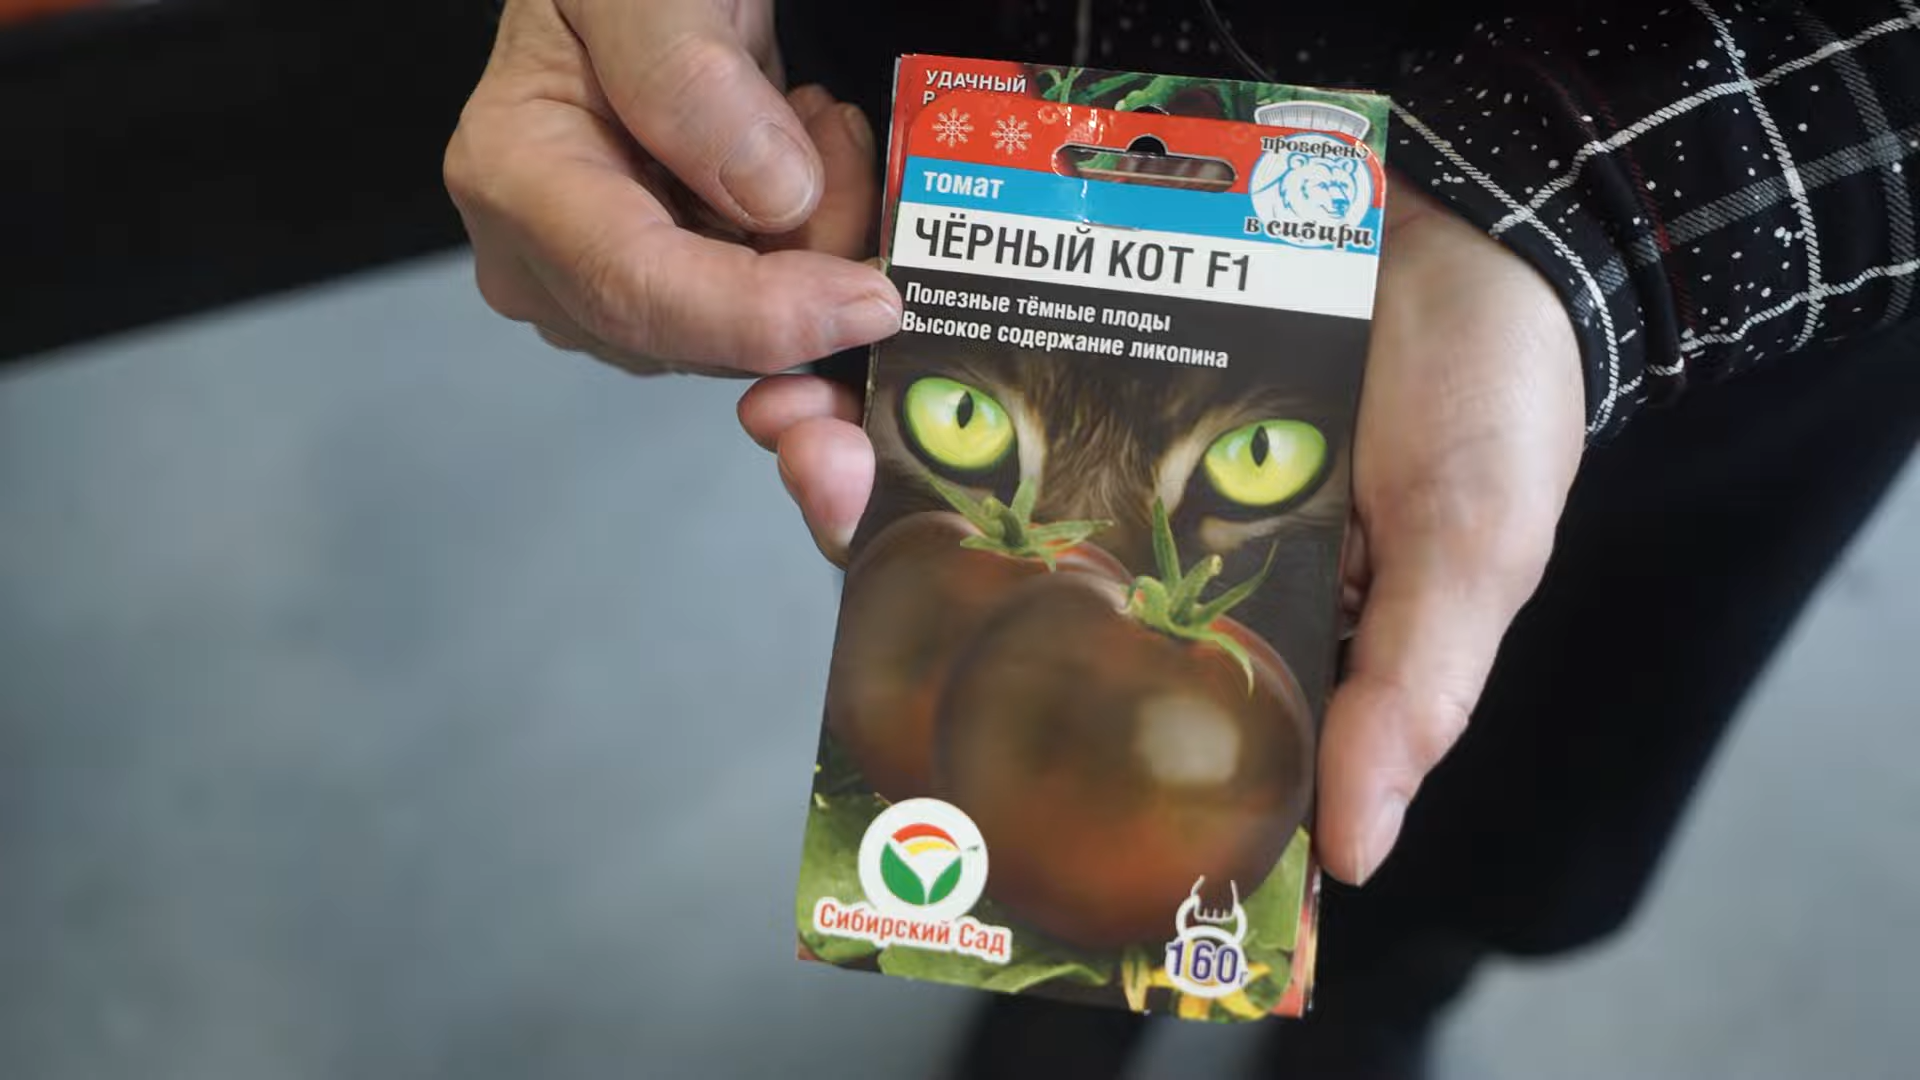 УДАЧНЫЙ
проверено
в сибири
томат
ЧЁРНЫЙ КОТ F1
Полезные тёмные плоды
Высокое содержание ликопина
Сибирский Сад
160г